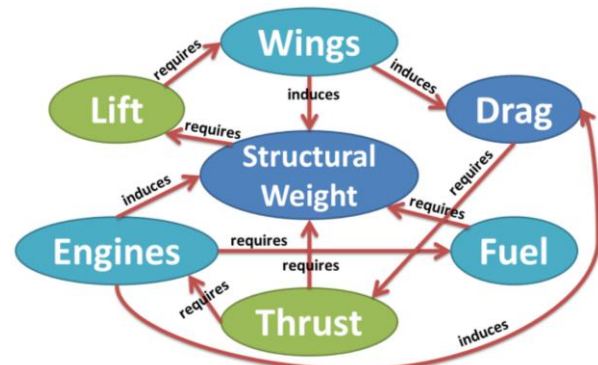 Wings
requires
induces
Lift
induces
Drag
requires
Structural
Weight
requires
induces
requires
Engines
requires
Fuel
requires
requires
Thrust
induces